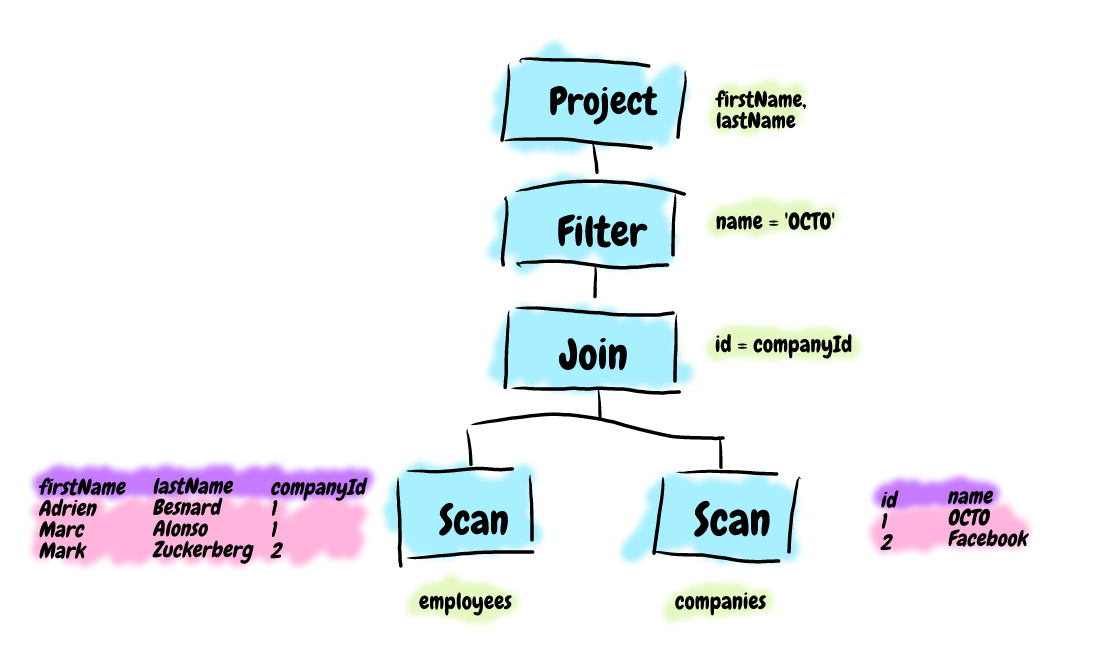 Project
firstName,
lastName
Filter
name = 'OCTO'
Join
id = companyId
firstName lastName companyId
Adrien Besnard 1
Marc Alonso 1
Mark Zuckerberg 2
Scan
employees
Scan
companies
id name
1 OCTO
2 Facebook